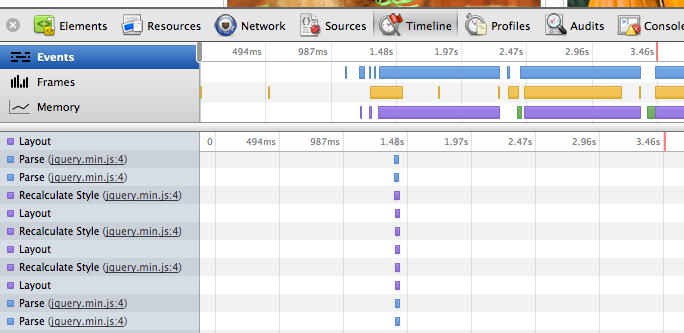 Elements Resources Network Sources Timeline Profiles Audits Console
Events
Frames
Memory
494ms 987ms 1.48s 1.97s 2.47s 2.96s 3.46s
Layout
0 494ms 987ms 1.48s 1.97s 2.47s 2.96s 3.46s
Parse (jquery.min.js:4)
Parse (jquery.min.js:4)
Recalculate Style (jquery.min.js:4)
Layout
Recalculate Style (jquery.min.js:4)
Layout
Recalculate Style (jquery.min.js:4)
Layout
Parse (jquery.min.js:4)
Parse (jquery.min.js:4)